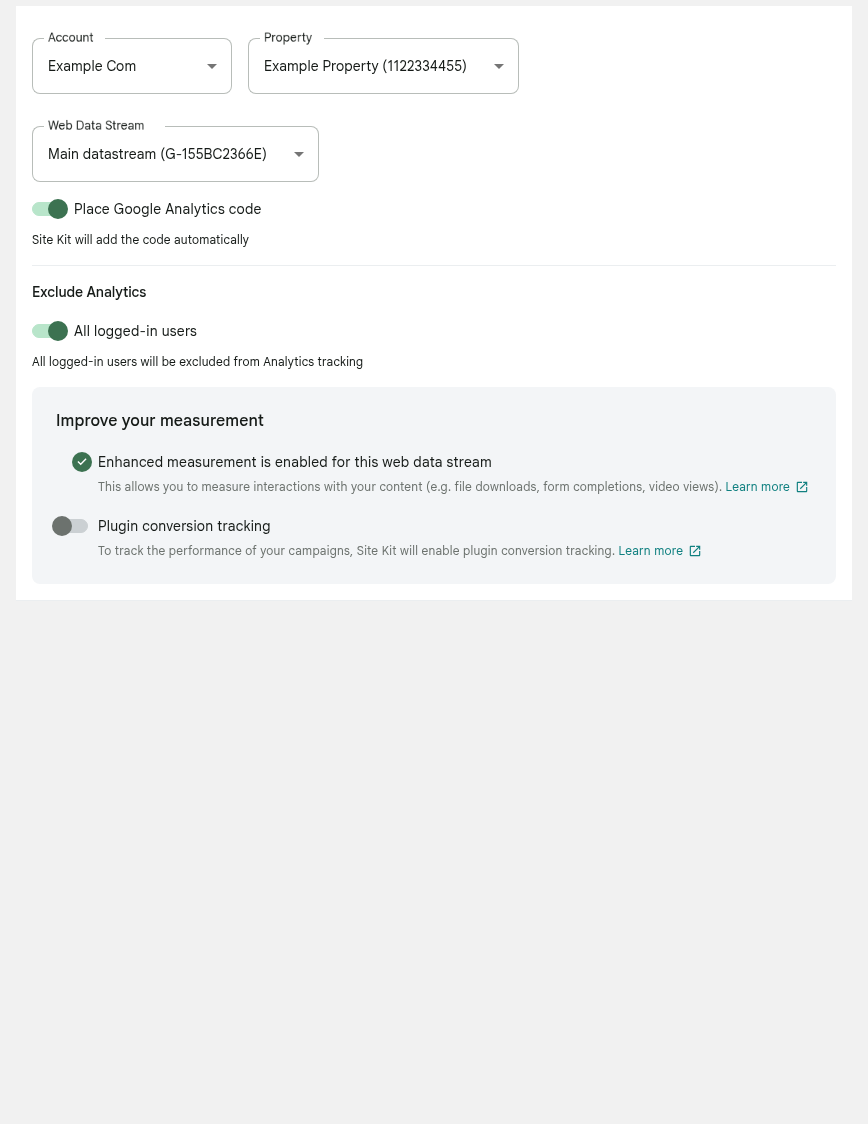 Account
Property
Example Com
Example Property (1122334455)
Web Data Stream
Main datastream (G-155BC2366E)
Place Google Analytics code
Site Kit will add the code automatically
Exclude Analytics
All logged-in users
All logged-in users will be excluded from Analytics tracking
Improve your measurement
Enhanced measurement is enabled for this web data stream
This allows you to measure interactions with your content (e.g. file downloads, form completions, video views). Learn more
Plugin conversion tracking
To track the performance of your campaigns, Site Kit will enable plugin conversion tracking. Learn more